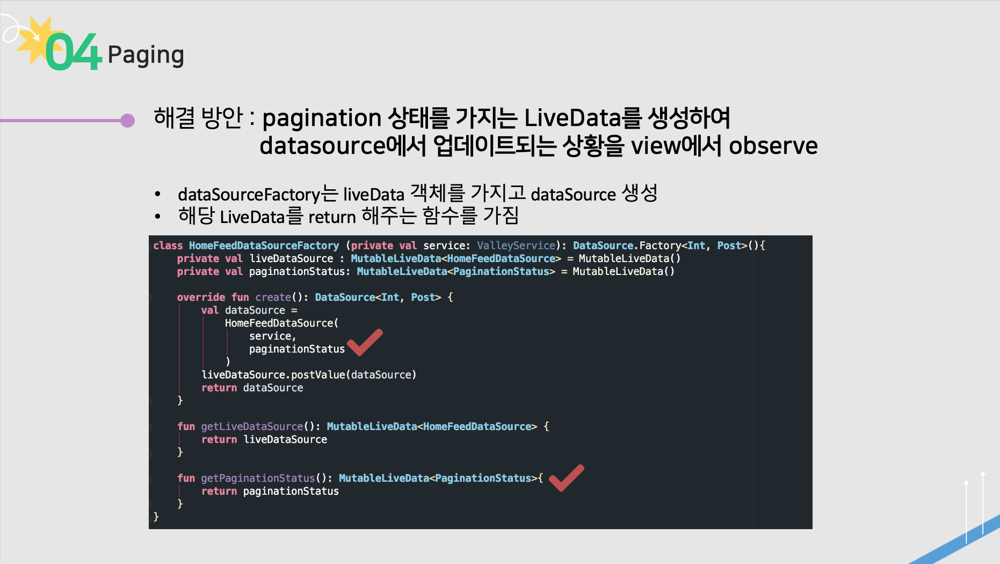 04 Paging
해결 방안 : pagination 상태를 가지는 LiveData를 생성하여
datasource에서 업데이트되는 상황을 view에서 observe
• dataSourceFactory는 liveData 객체를 가지고 dataSource 생성
• 해당 LiveData를 return 해주는 함수를 가짐
class HomeFeedDataSourceFactory (private val service: ValleyService): DataSource.Factory<Int, Post>(){
    private val liveDataSource : MutableLiveData<HomeFeedDataSource> = MutableLiveData()
    private val paginationStatus: MutableLiveData<PaginationStatus> = MutableLiveData()
    override fun create(): DataSource<Int, Post> {
        val dataSource =
            HomeFeedDataSource(
                service,
                paginationStatus
            )
        liveDataSource.postValue(dataSource)
        return dataSource
    }
    fun getLiveDataSource(): MutableLiveData<HomeFeedDataSource> {
        return liveDataSource
    }
    fun getPaginationStatus(): MutableLiveData<PaginationStatus>{
        return paginationStatus
    }
}